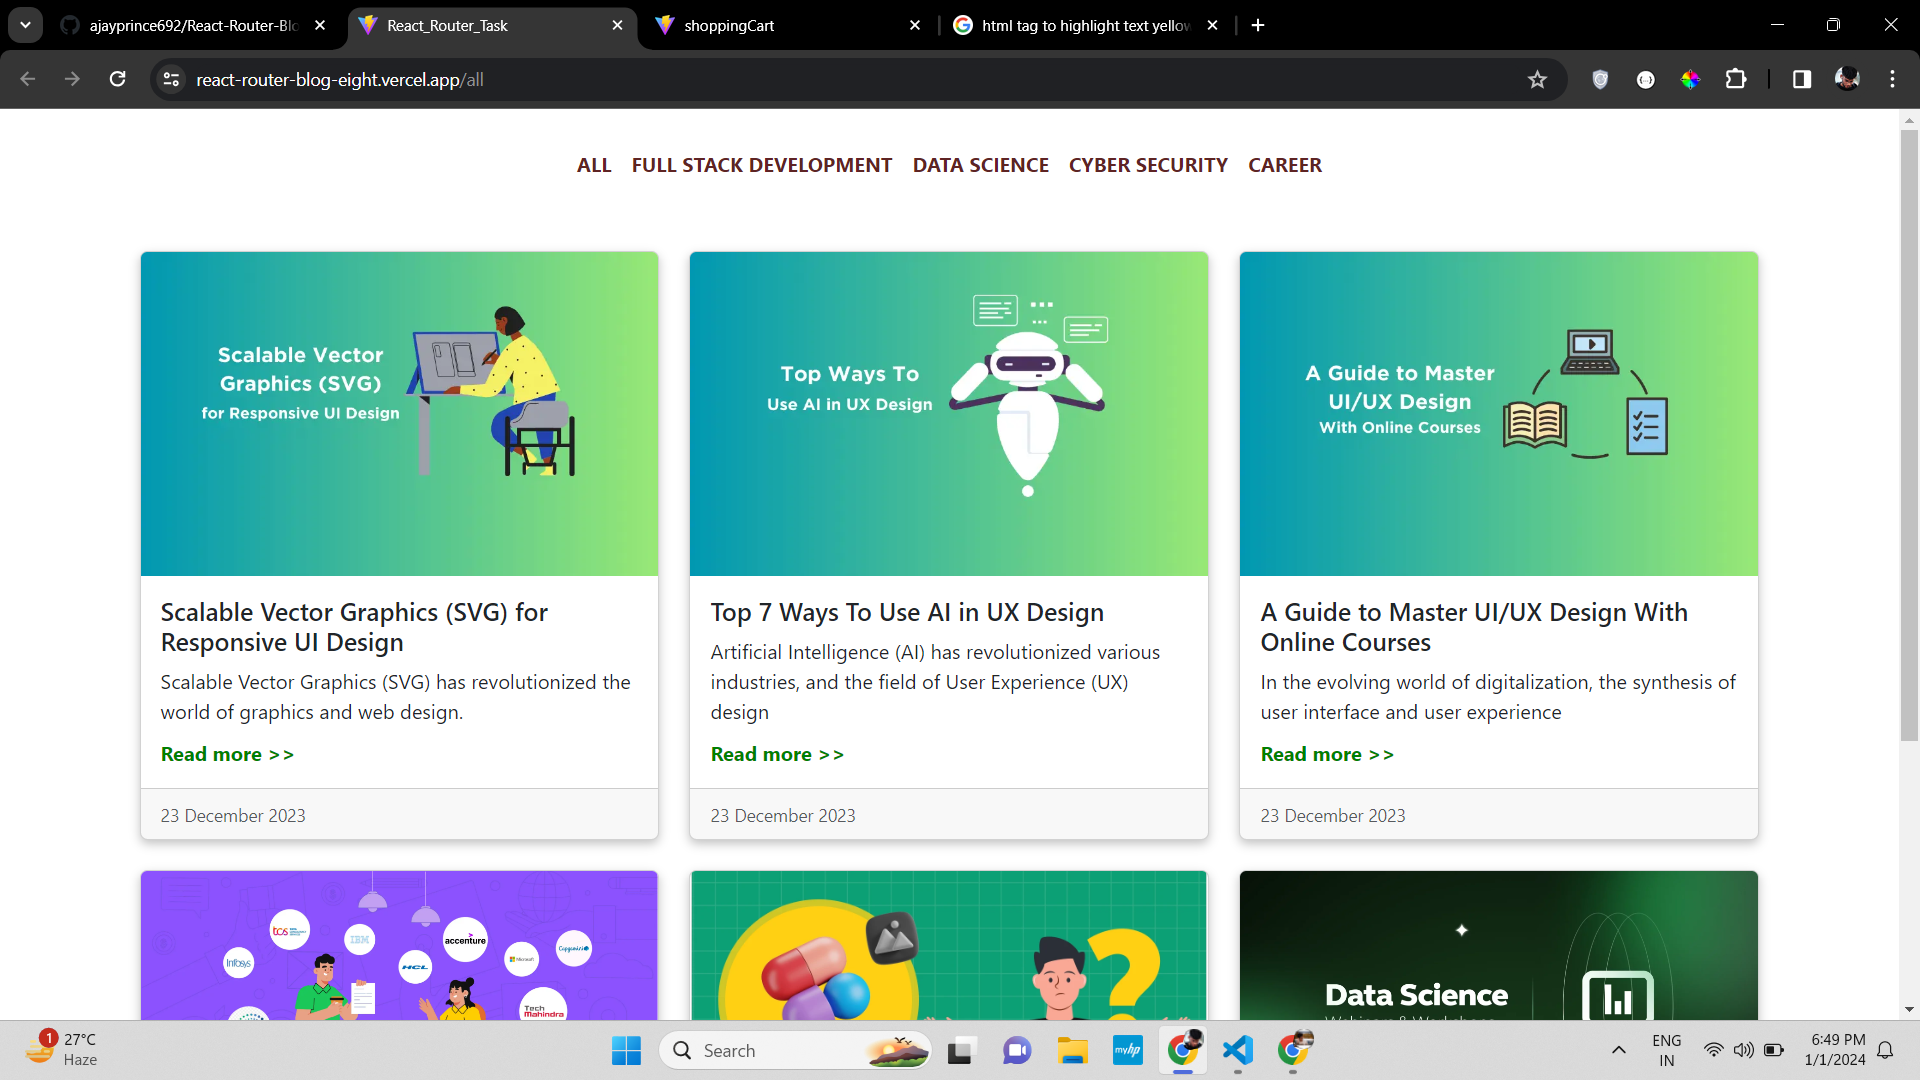 ajayprince692/React-Router-Blo
React_Router_Task
shoppingCart
html tag to highlight text yellow
react-router-blog-eight.vercel.app/all
ALL
FULL STACK DEVELOPMENT
DATA SCIENCE
CYBER SECURITY
CAREER
Scalable Vector
Graphics (SVG)
for Responsive UI Design
Top Ways To
Use AI in UX Design
A Guide to Master
UI/UX Design
With Online Courses
Scalable Vector Graphics (SVG) for
Responsive UI Design
Scalable Vector Graphics (SVG) has revolutionized the
world of graphics and web design.
Read more >>
23 December 2023
Top 7 Ways To Use AI in UX Design
Artificial Intelligence (AI) has revolutionized various
industries, and the field of User Experience (UX)
design
Read more >>
23 December 2023
A Guide to Master UI/UX Design With
Online Courses
In the evolving world of digitalization, the synthesis of
user interface and user experience
Read more >>
23 December 2023
tcs
IBM
accenture
Infosys
HCL
Microsoft
Capgemini
Tech
Mahindra
?
Data Science
Webinars & Workshops
1
27°C
Haze
Search
myhp
ENG
IN
6:49 PM
1/1/2024